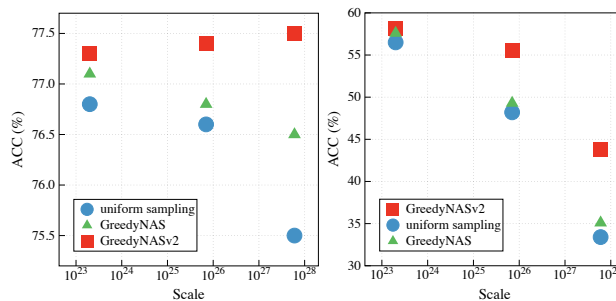 77.5
77.0
76.5
76.0
75.5
ACC (%)
uniform sampling
GreedyNAS
GreedyNASv2
10^23 10^24 10^25 10^26 10^27 10^28
Scale
60
55
50
45
40
35
30
ACC (%)
GreedyNASv2
uniform sampling
GreedyNAS
10^23 10^24 10^25 10^26 10^27
Scale